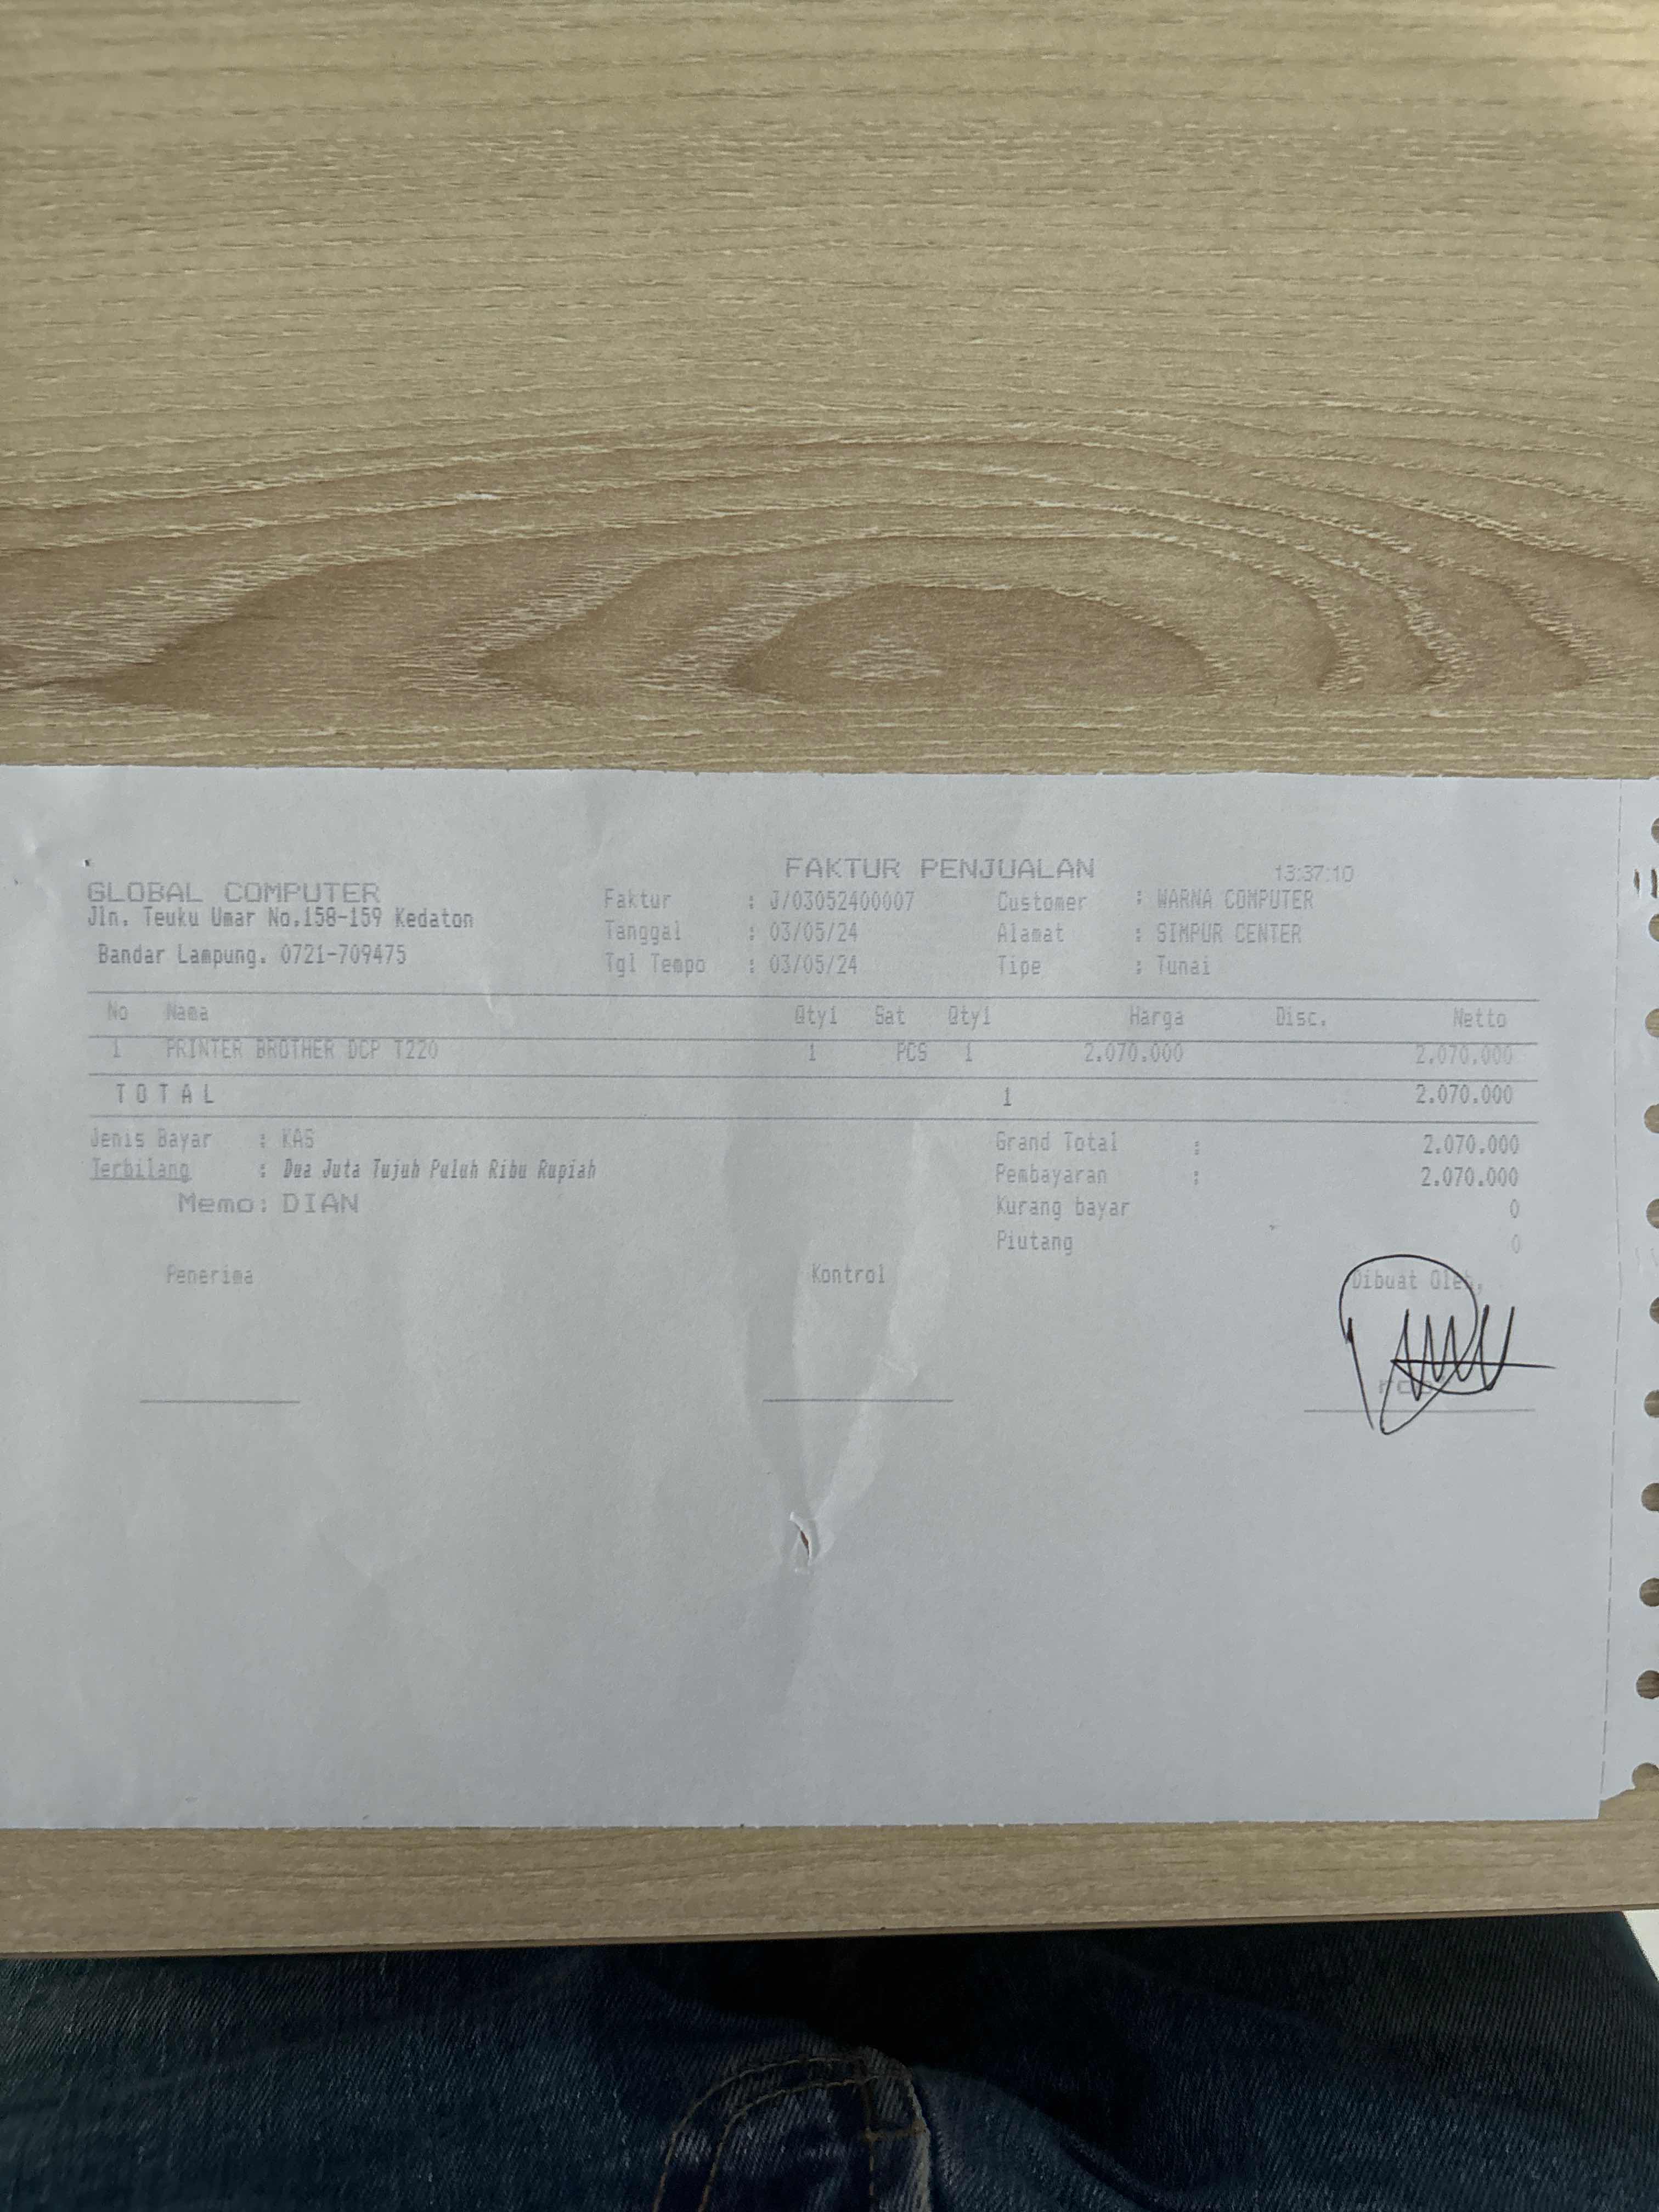 FAKTUR PENJUALAN 13:37:10
GLOBAL COMPUTER
Jln. Teuku Umar No.158-159 Kedaton
Bandar Lampung. 0721-709475
Faktur : J/03052400007
Tanggal : 03/05/24
Tgl Tempo : 03/05/24
Customer : WARNA COMPUTER
Alamat : SIMPUR CENTER
Tipe : Tunai
No Nama Qty1 Sat Qty1 Harga Disc. Netto
1 PRINTER BROTHER DCP T220 1 PCS 1 2.070.000 2.070.000
T O T A L 1 2.070.000
Jenis Bayar : KAS
Terbilang : Dua Juta Tujuh Puluh Ribu Rupiah
Memo: DIAN
Grand Total : 2.070.000
Pembayaran : 2.070.000
Kurang bayar 0
Piutang 0
Penerima Kontrol Dibuat Oleh,